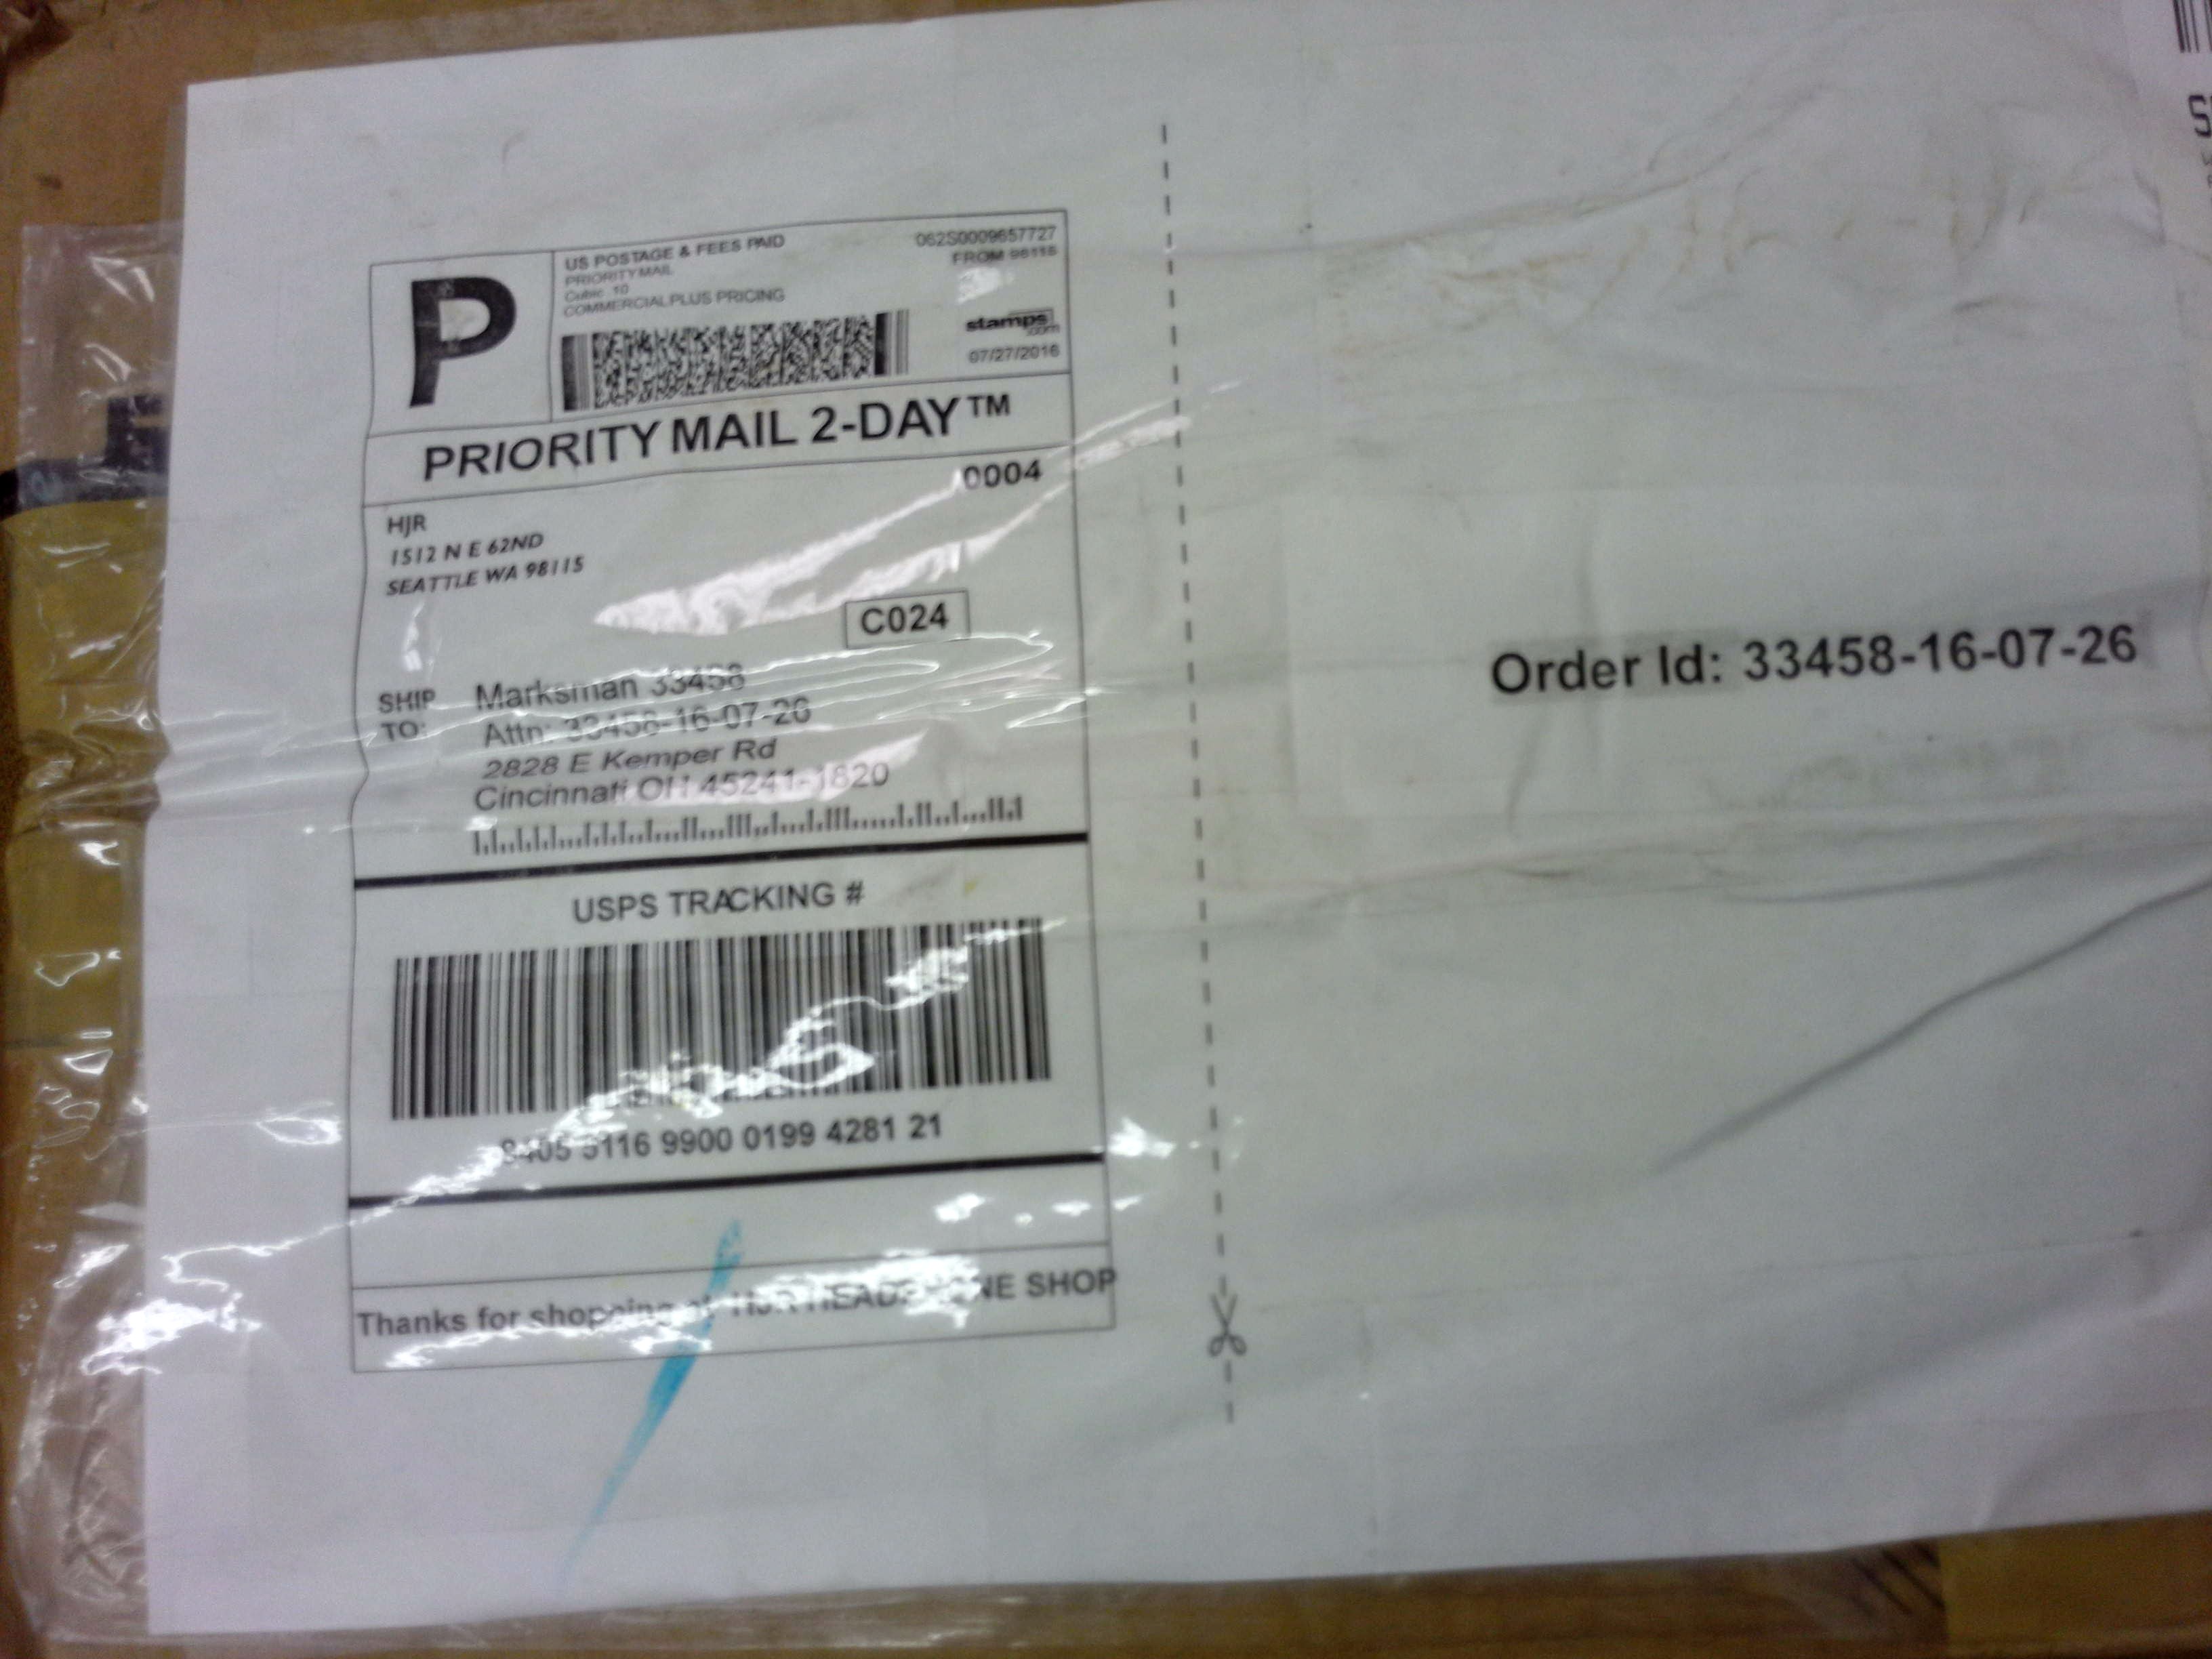 P
US POSTAGE & FEES PAID
PRIORITY MAIL
Cubic .10
COMMERCIAL PLUS PRICING
062S0009657727
FROM 98115
stamps.com
07/27/2016
PRIORITY MAIL 2-DAY™
0004
HJR
1512 N E 62ND
SEATTLE WA 98115
C024
SHIP TO:
Marksman 33458
Attn: 33458-16-07-26
2828 E Kemper Rd
Cincinnati OH 45241-1820
USPS TRACKING #
9405 5116 9900 0199 4281 21
Thanks for shopping at HJR HEADPHONE SHOP
Order Id: 33458-16-07-26